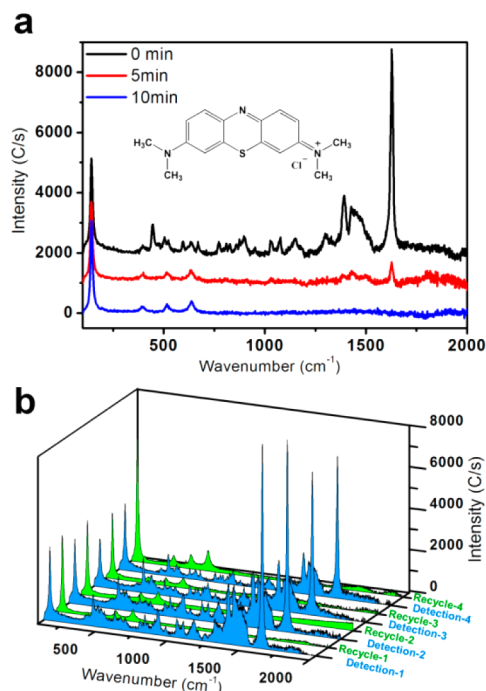 a
0 min
5min
10min
8000
6000
4000
2000
0
Intensity (C/s)
N
S
H₃C
N
CH₃
Cl⁻
N⁺
CH₃
CH₃
500
1000
1500
2000
Wavenumber (cm⁻¹)
b
8000
6000
4000
2000
0
Intensity (C/s)
Recycle-4
Detection-4
Recycle-3
Detection-3
Recycle-2
Detection-2
Recycle-1
Detection-1
500
1000
1500
2000
Wavenumber (cm⁻¹)